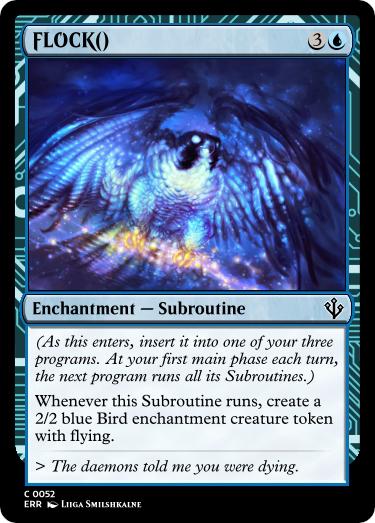 FLOCK()
3
Enchantment — Subroutine
(As this enters, insert it into one of your three
programs. At your first main phase each turn,
the next program runs all its Subroutines.)
Whenever this Subroutine runs, create a
2/2 blue Bird enchantment creature token
with flying.
> The daemons told me you were dying.
C 0052
ERR LIIGA SMILSHKALNE